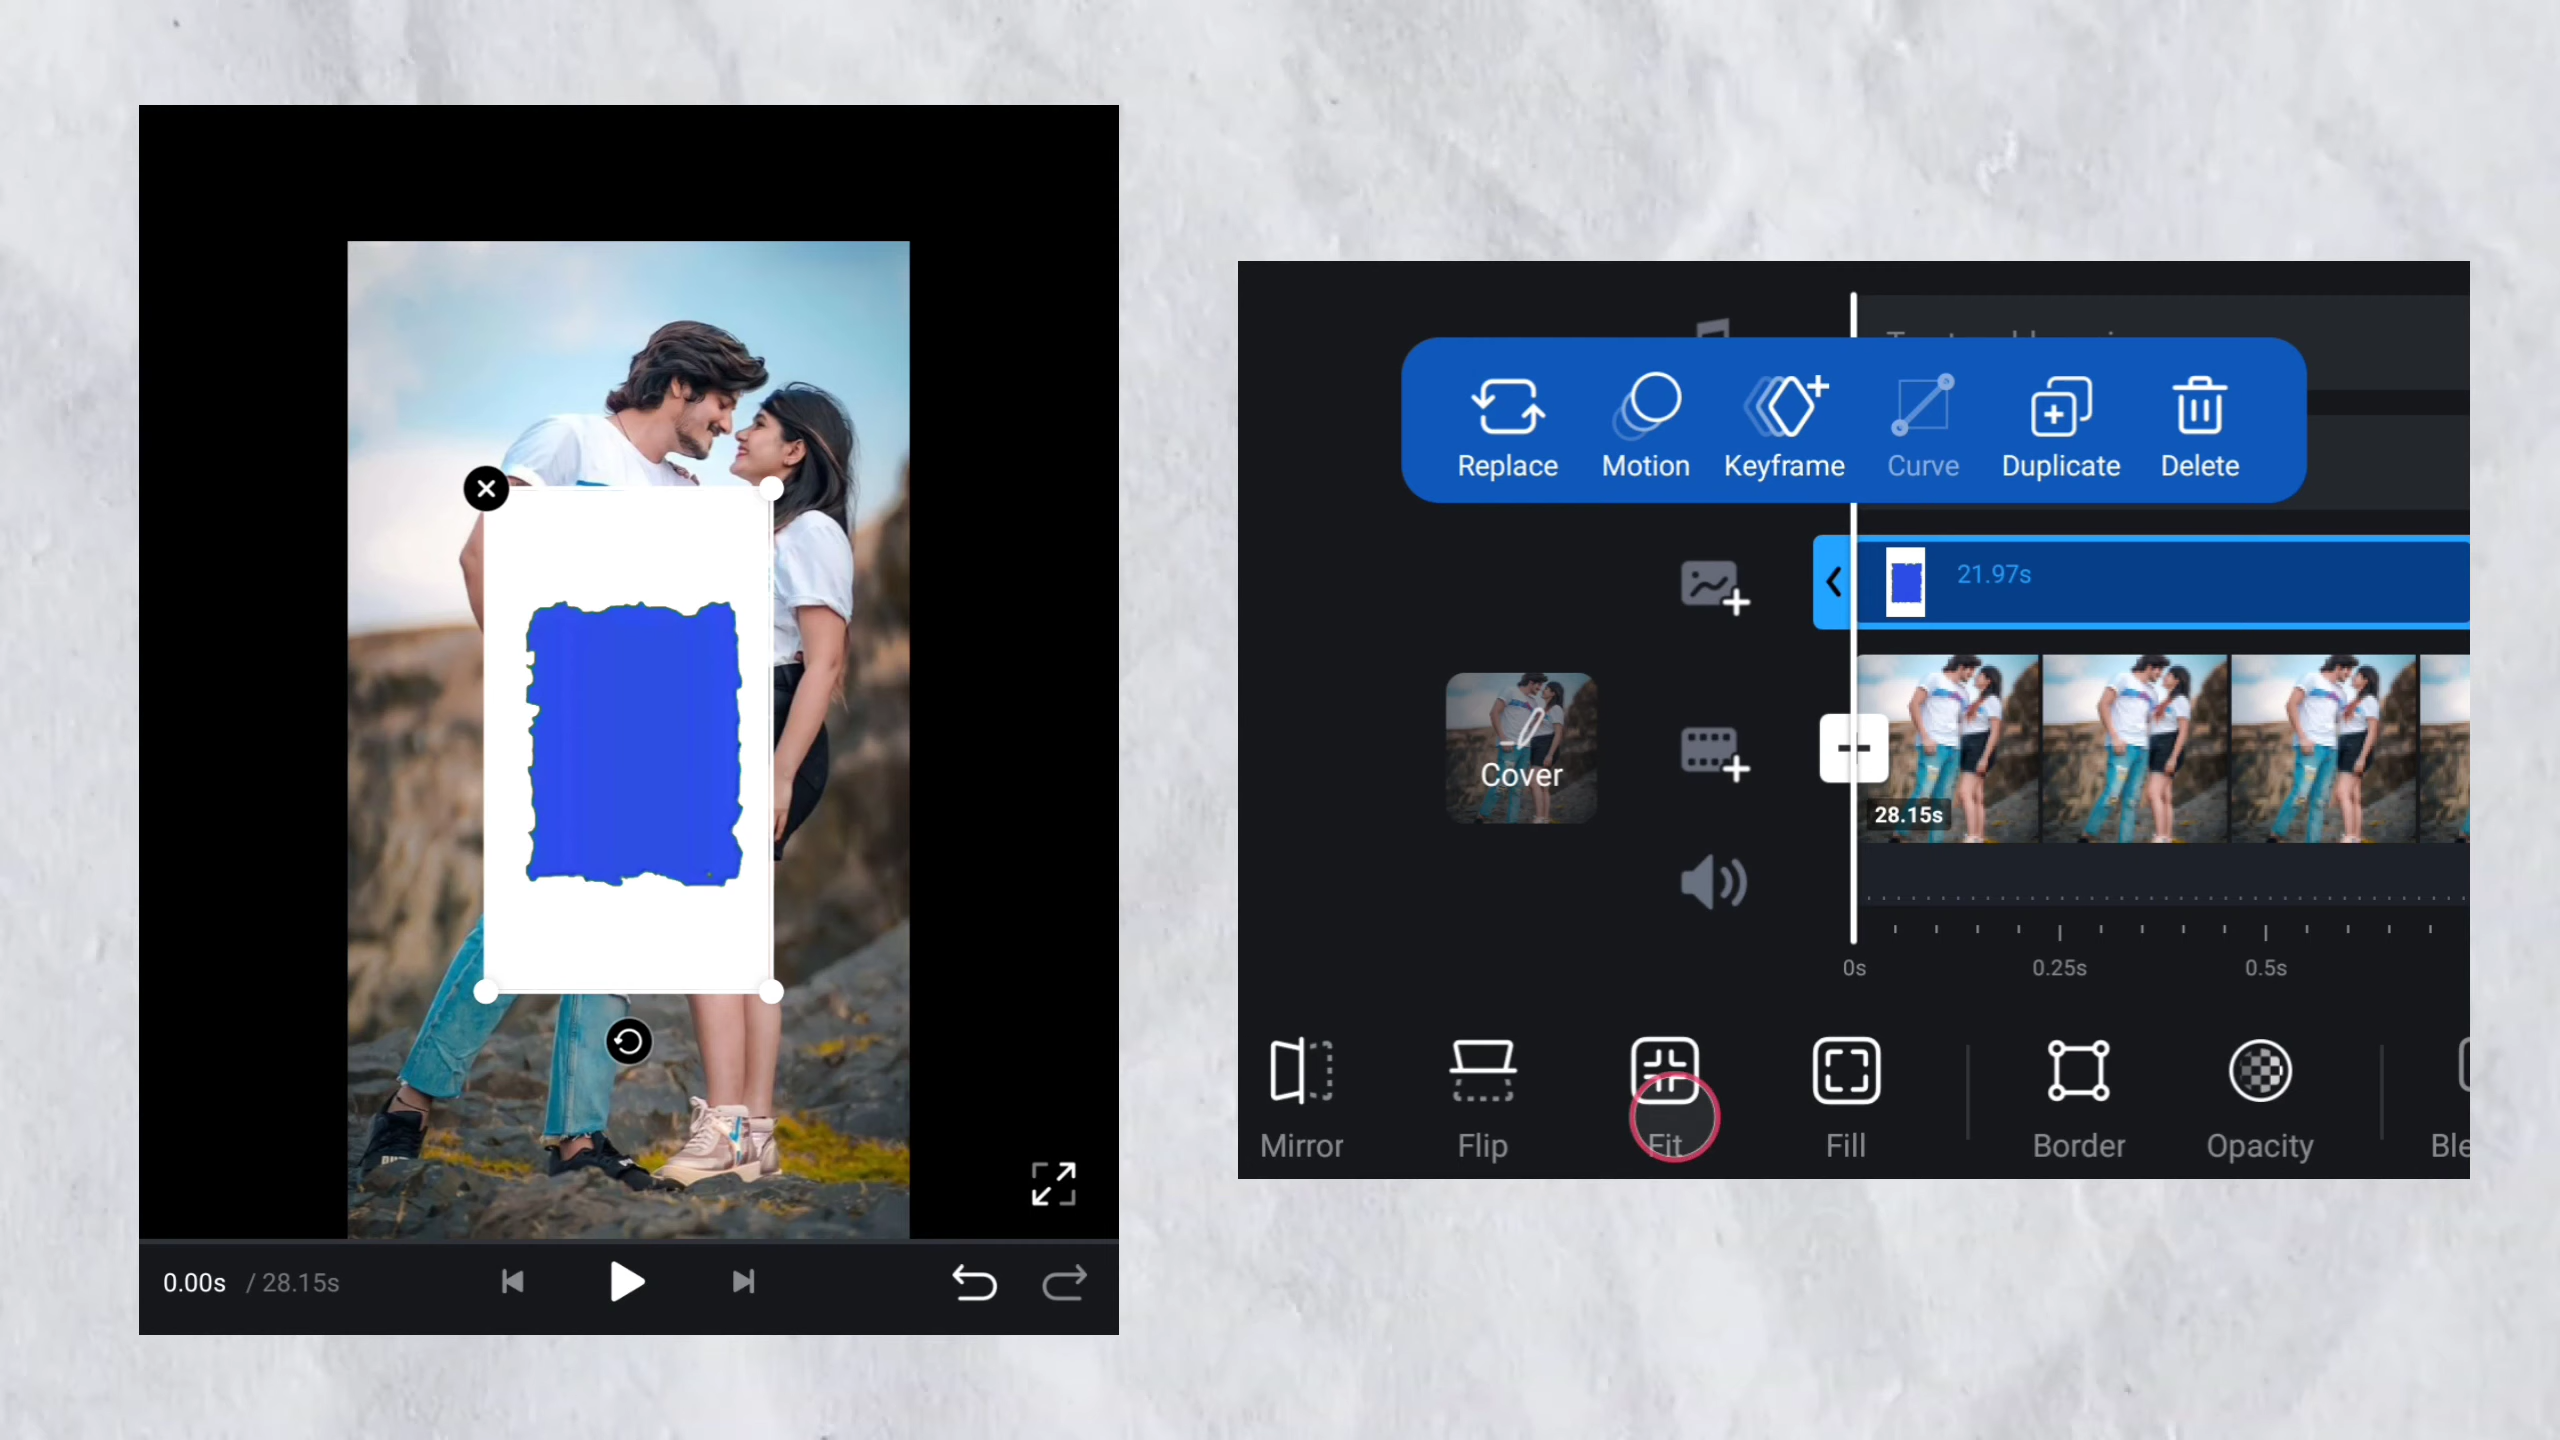 0.00s / 28.15s
Replace Motion Keyframe Curve Duplicate Delete
21.97s
Cover
28.15s
0s 0.25s 0.5s
Mirror Flip Fit Fill Border Opacity Ble